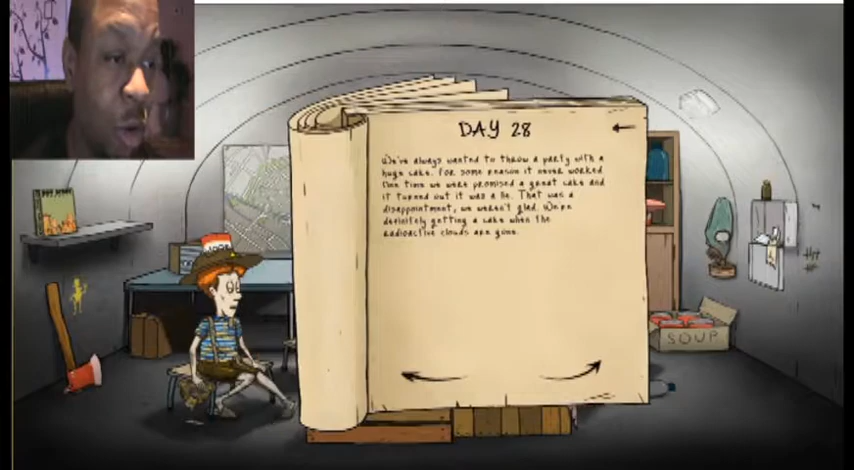 DAY 28
We've always wanted to throw a party with a
huge cake. For some reason it never worked
One time we were promised a great cake and
it turned out it was a lie. That was a
disappointment, we weren't glad. We're
definitely getting a cake when the
radioactive clouds are gone.
SOUP